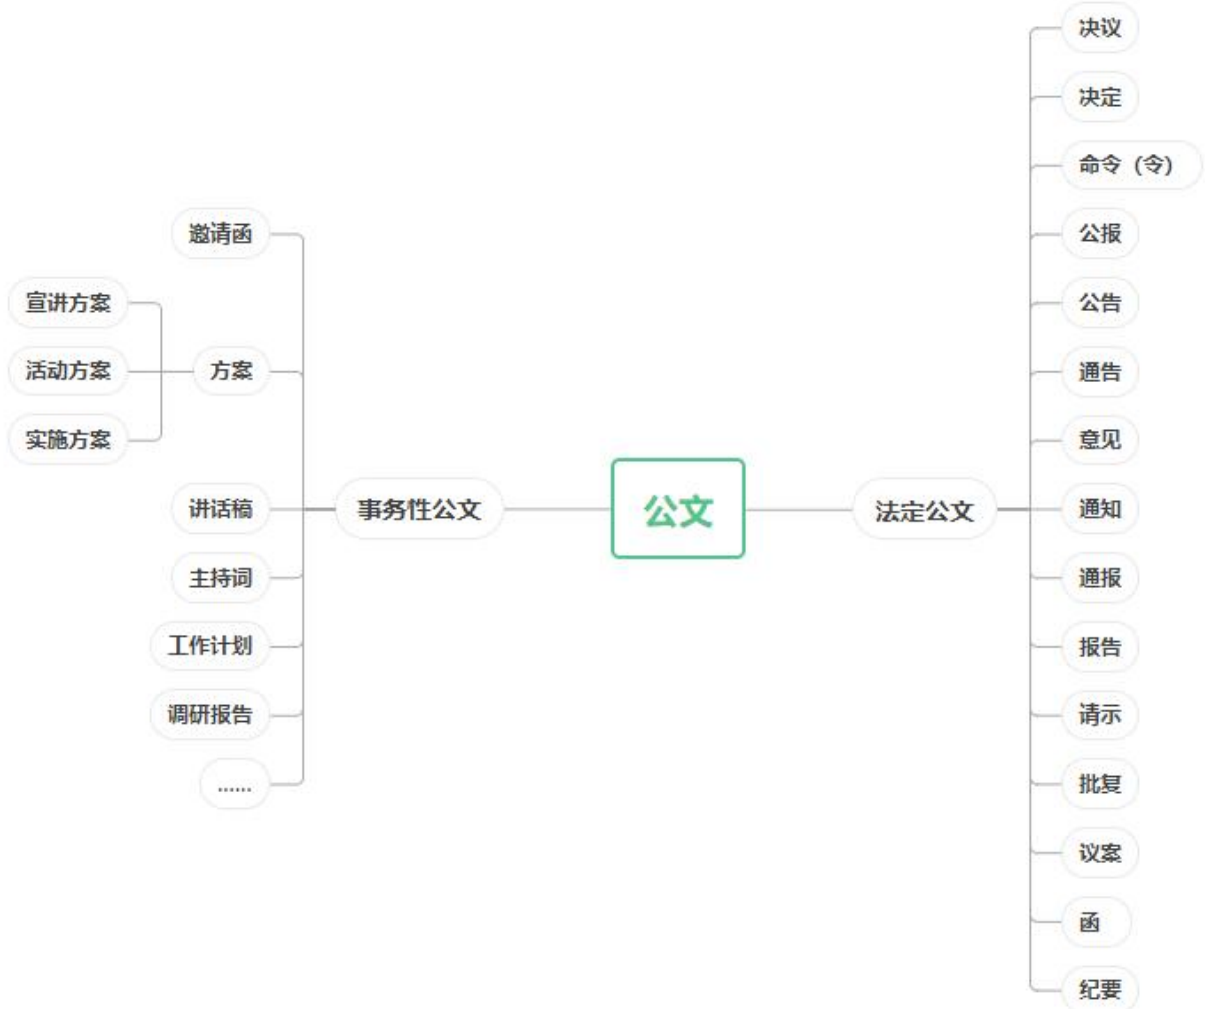 公文
法定公文
决议
决定
命令（令）
公报
公告
通告
意见
通知
通报
报告
请示
批复
议案
函
纪要
事务性公文
邀请函
方案
宣讲方案
活动方案
实施方案
讲话稿
主持词
工作计划
调研报告
……